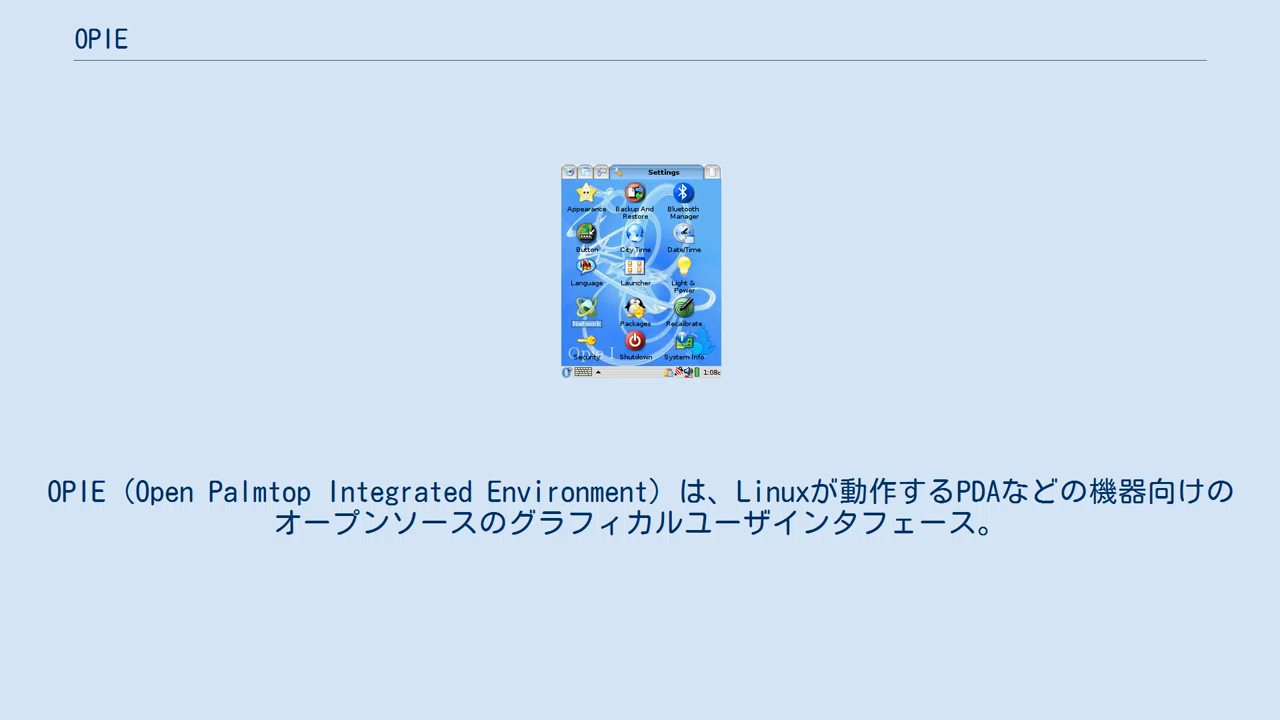 OPIE
Settings
Appearance
Backup And
Restore
Bluetooth
Manager
Button
City Time
Date/Time
Language
Launcher
Light &
Power
Network
Packages
Recalibrate
Security
Shutdown
System Info
1:08
OPIE（Open Palmtop Integrated Environment）は、Linuxが動作するPDAなどの機器向けの
オープンソースのグラフィカルユーザインタフェース。